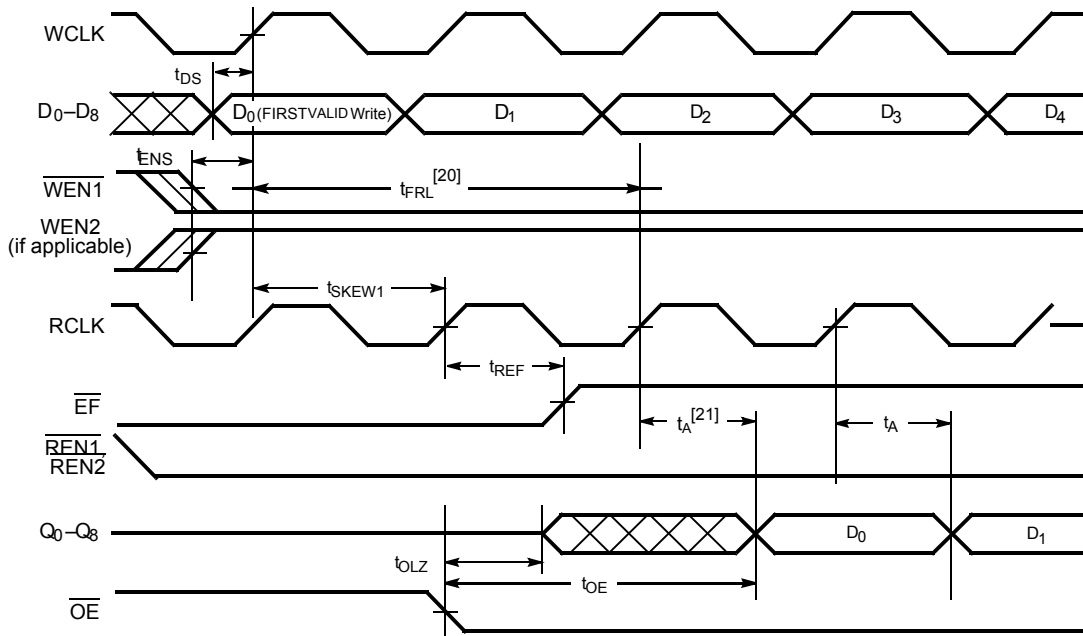 WCLK
tDS
D0–D8
D0 (FIRSTVALID Write)
D1
D2
D3
D4
tENS
WEN1
tFRL[20]
WEN2
(if applicable)
tSKEW1
RCLK
tREF
EF
tA[21]
tA
REN1
REN2
Q0–Q8
D0
D1
tOLZ
tOE
OE